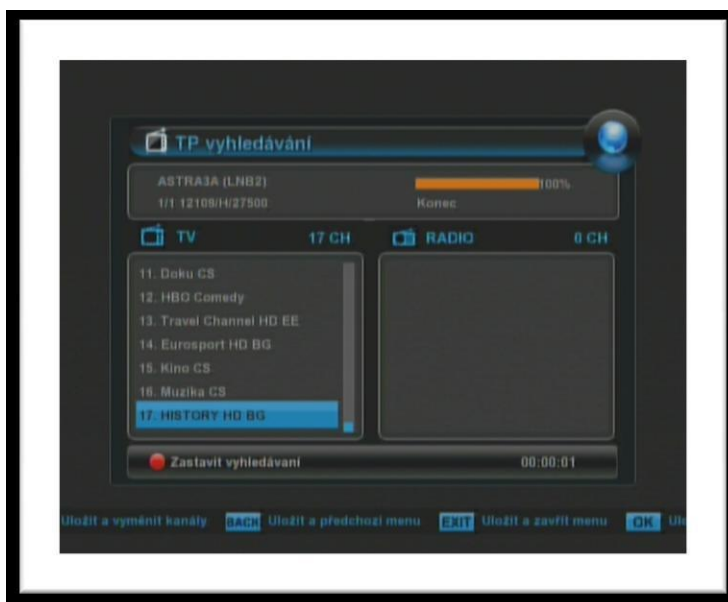 TP vyhledávání
ASTRA3A (LNB2) 100%
1/1 12109/H/27500 Konec
TV 17 CH RADIO 0 CH
11. Doku CS
12. HBO Comedy
13. Travel Channel HD EE
14. Eurosport HD BG
15. Kino CS
16. Muzika CS
17. HISTORY HD BG
Zastavit vyhledávaní 00:00:01
Uložit a vyměnit kanály BACK Uložit a předchozí menu EXIT Uložit a zavřít menu OK Ulo